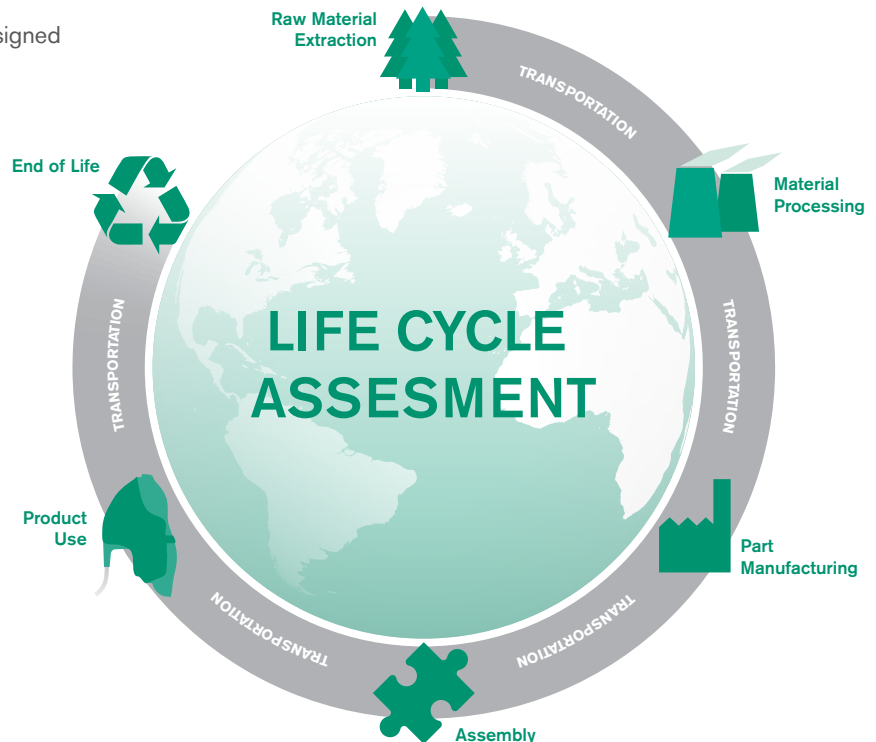 signed
Raw Material
Extraction
TRANSPORTATION
Material
Processing
TRANSPORTATION
Part
Manufacturing
TRANSPORTATION
Assembly
TRANSPORTATION
Product
Use
TRANSPORTATION
End of Life
LIFE CYCLE
ASSESMENT